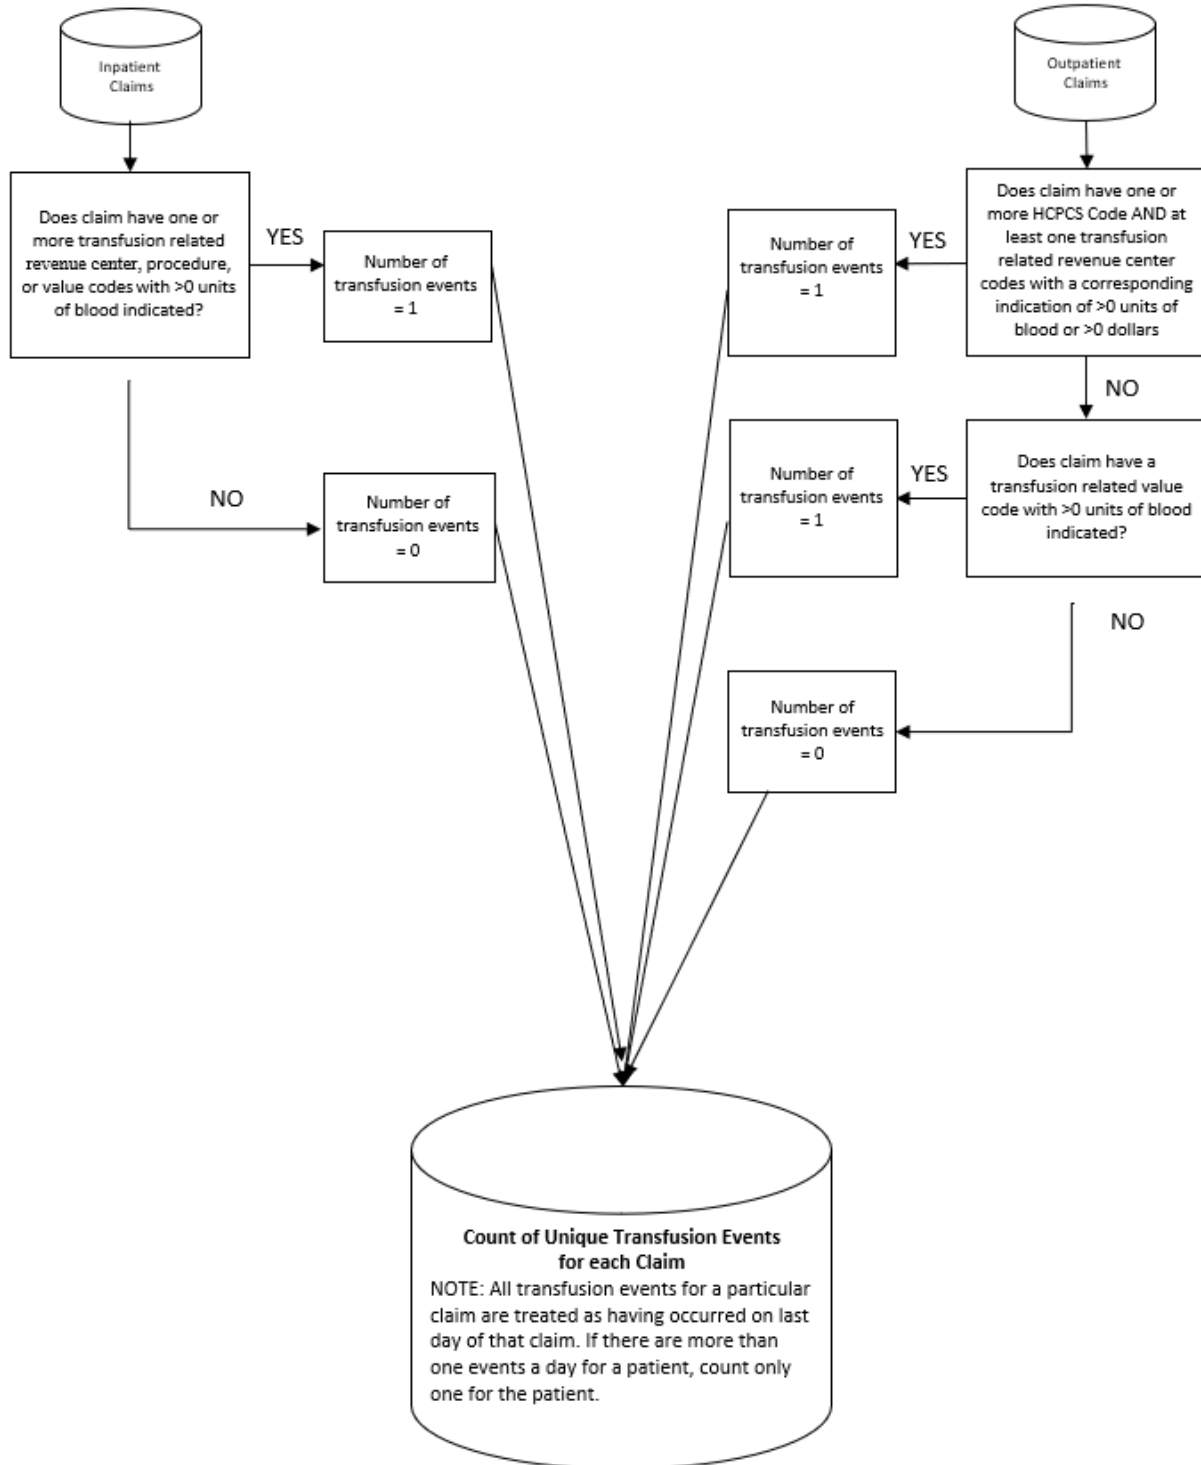 Inpatient
Claims
Outpatient
Claims
Does claim have one or
more transfusion related
revenue center, procedure,
or value codes with >0 units
of blood indicated?
YES
Number of
transfusion events
= 1
NO
Number of
transfusion events
= 0
Does claim have one or
more HCPCS Code AND at
least one transfusion
related revenue center
codes with a corresponding
indication of >0 units of
blood or >0 dollars
YES
Number of
transfusion events
= 1
NO
Does claim have a
transfusion related value
code with >0 units of blood
indicated?
YES
Number of
transfusion events
= 1
NO
Number of
transfusion events
= 0
Count of Unique Transfusion Events
for each Claim
NOTE: All transfusion events for a particular
claim are treated as having occurred on last
day of that claim. If there are more than
one events a day for a patient, count only
one for the patient.